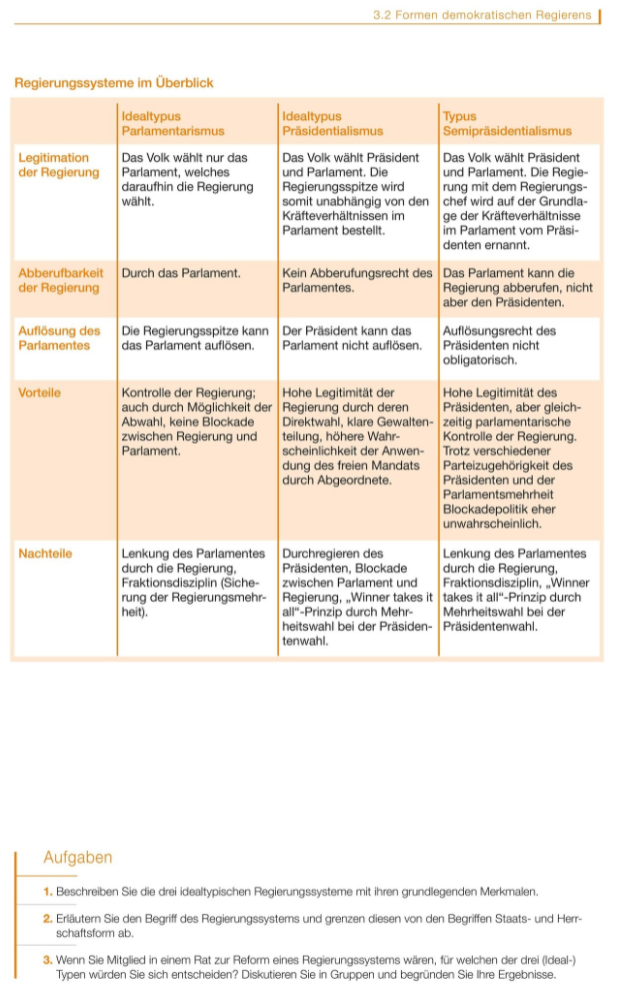 3.2 Formen demokratischen Regierens
Regierungssysteme im Überblick
Idealtypus
Parlamentarismus
Idealtypus
Präsidentialismus
Typus
Semipräsidentialismus
Legitimation
der Regierung
Das Volk wählt nur das
Parlament, welches
daraufhin die Regierung
wählt.
Das Volk wählt Präsident
und Parlament. Die
Regierungsspitze wird
somit unabhängig von den
Kräfteverhältnissen im
Parlament bestellt.
Das Volk wählt Präsident
und Parlament. Die Regie-
rung mit dem Regierungs-
chef wird auf der Grundla-
ge der Kräfteverhältnisse
im Parlament vom Präsi-
denten ernannt.
Abberufbarkeit
der Regierung
Durch das Parlament.
Kein Abberufungsrecht des
Parlamentes.
Das Parlament kann die
Regierung abberufen, nicht
aber den Präsidenten.
Auflösung des
Parlamentes
Die Regierungsspitze kann
das Parlament auflösen.
Der Präsident kann das
Parlament nicht auflösen.
Auflösungsrecht des
Präsidenten nicht
obligatorisch.
Vorteile
Kontrolle der Regierung;
auch durch Möglichkeit der
Abwahl, keine Blockade
zwischen Regierung und
Parlament.
Hohe Legitimität der
Regierung durch deren
Direktwahl, klare Gewalten-
teilung, höhere Wahr-
scheinlichkeit der Anwen-
dung des freien Mandats
durch Abgeordnete.
Hohe Legitimität des
Präsidenten, aber gleich-
zeitig parlamentarische
Kontrolle der Regierung.
Trotz verschiedener
Parteizugehörigkeit des
Präsidenten und der
Parlamentsmehrheit
Blockadepolitik eher
unwahrscheinlich.
Nachteile
Lenkung des Parlamentes
durch die Regierung,
Fraktionsdisziplin (Siche-
rung der Regierungsmehr-
heit).
Durchregieren des
Präsidenten, Blockade
zwischen Parlament und
Regierung, „Winner takes it
all“-Prinzip durch Mehr-
heitswahl bei der Präsiden-
tenwahl.
Lenkung des Parlamentes
durch die Regierung,
Fraktionsdisziplin, „Winner
takes it all“-Prinzip durch
Mehrheitswahl bei der
Präsidentenwahl.
Aufgaben
1. Beschreiben Sie die drei idealtypischen Regierungssysteme mit ihren grundlegenden Merkmalen.
2. Erläutern Sie den Begriff des Regierungssystems und grenzen diesen von den Begriffen Staats- und Herr-
schaftsform ab.
3. Wenn Sie Mitglied in einem Rat zur Reform eines Regierungssystems wären, für welchen der drei (Ideal-)
Typen würden Sie sich entscheiden? Diskutieren Sie in Gruppen und begründen Sie Ihre Ergebnisse.